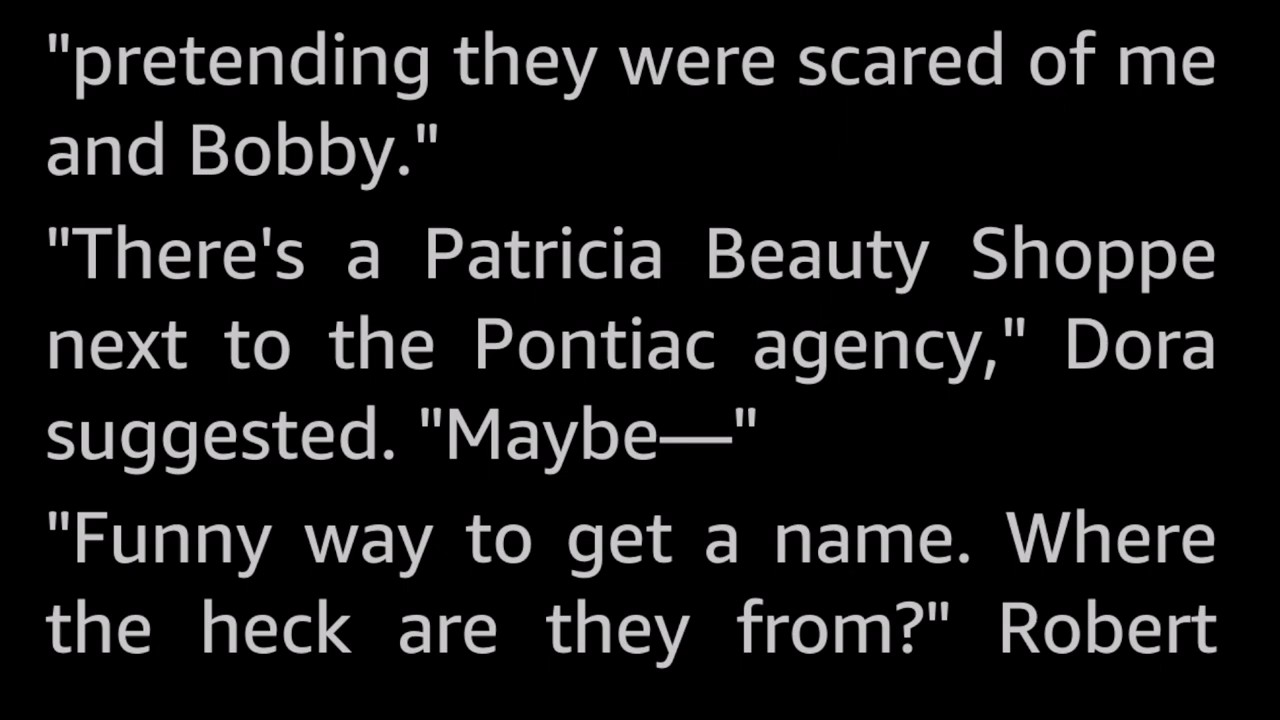 "pretending they were scared of me
and Bobby."
"There's a Patricia Beauty Shoppe
next to the Pontiac agency," Dora
suggested. "Maybe—"
"Funny way to get a name. Where
the heck are they from?" Robert